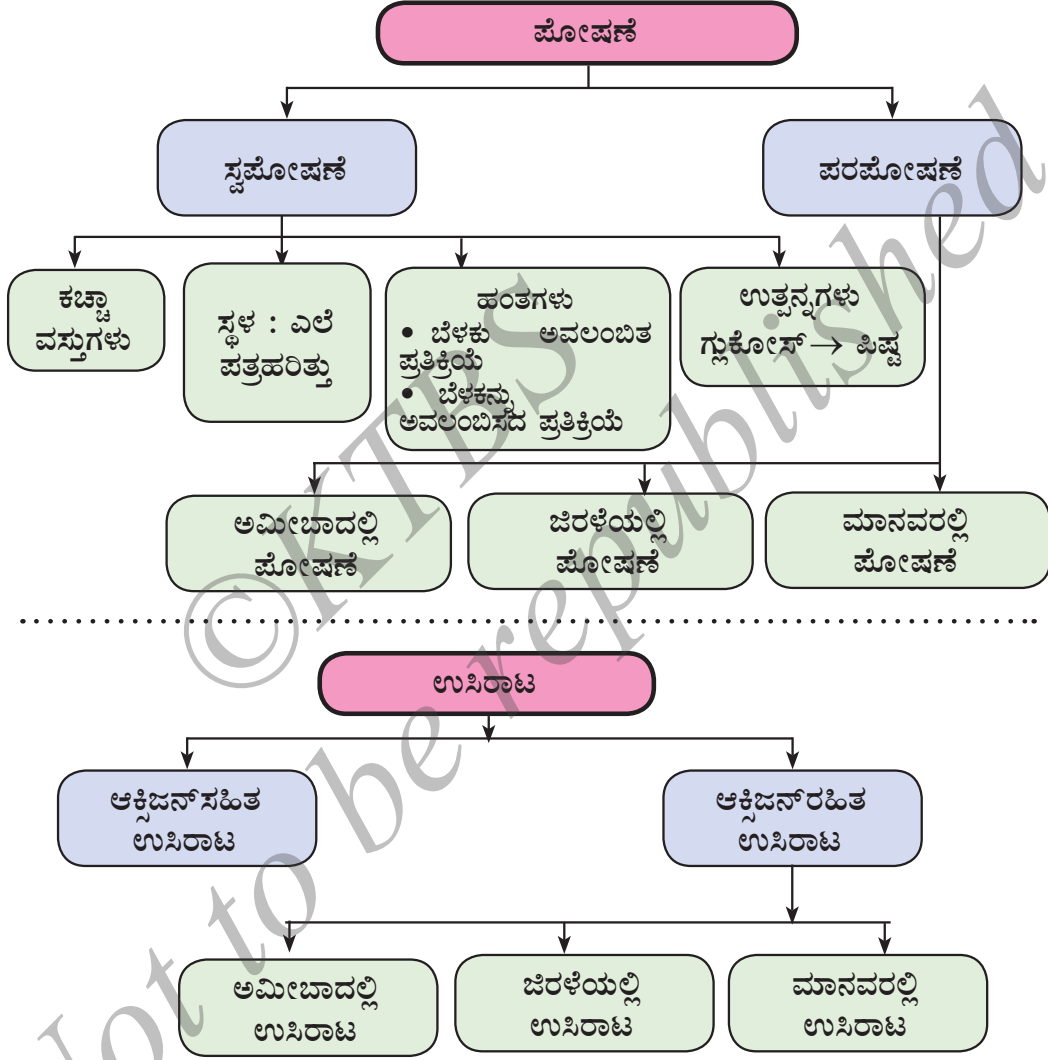 ಪೋಷಣೆ
ಸ್ವಪೋಷಣೆ
ಪರಪೋಷಣೆ
ಕಚ್ಚಾ
ವಸ್ತುಗಳು
ಸ್ಥಳ : ಎಲೆ
ಪತ್ರಹರಿತ್ತು
ಹಂತಗಳು
• ಬೆಳಕು ಅವಲಂಬಿತ
ಪ್ರತಿಕ್ರಿಯೆ
• ಬೆಳಕನ್ನು
ಅವಲಂಬಿಸದ ಪ್ರತಿಕ್ರಿಯೆ
ಉತ್ಪನ್ನಗಳು
ಗ್ಲುಕೋಸ್ → ಪಿಷ್ಟ
ಅಮೀಬಾದಲ್ಲಿ
ಪೋಷಣೆ
ಜಿರಳೆಯಲ್ಲಿ
ಪೋಷಣೆ
ಮಾನವರಲ್ಲಿ
ಪೋಷಣೆ
ಉಸಿರಾಟ
ಆಕ್ಸಿಜನ್‌ಸಹಿತ
ಉಸಿರಾಟ
ಆಕ್ಸಿಜನ್‌ರಹಿತ
ಉಸಿರಾಟ
ಅಮೀಬಾದಲ್ಲಿ
ಉಸಿರಾಟ
ಜಿರಳೆಯಲ್ಲಿ
ಉಸಿರಾಟ
ಮಾನವರಲ್ಲಿ
ಉಸಿರಾಟ
©KTBS
Not to be republished